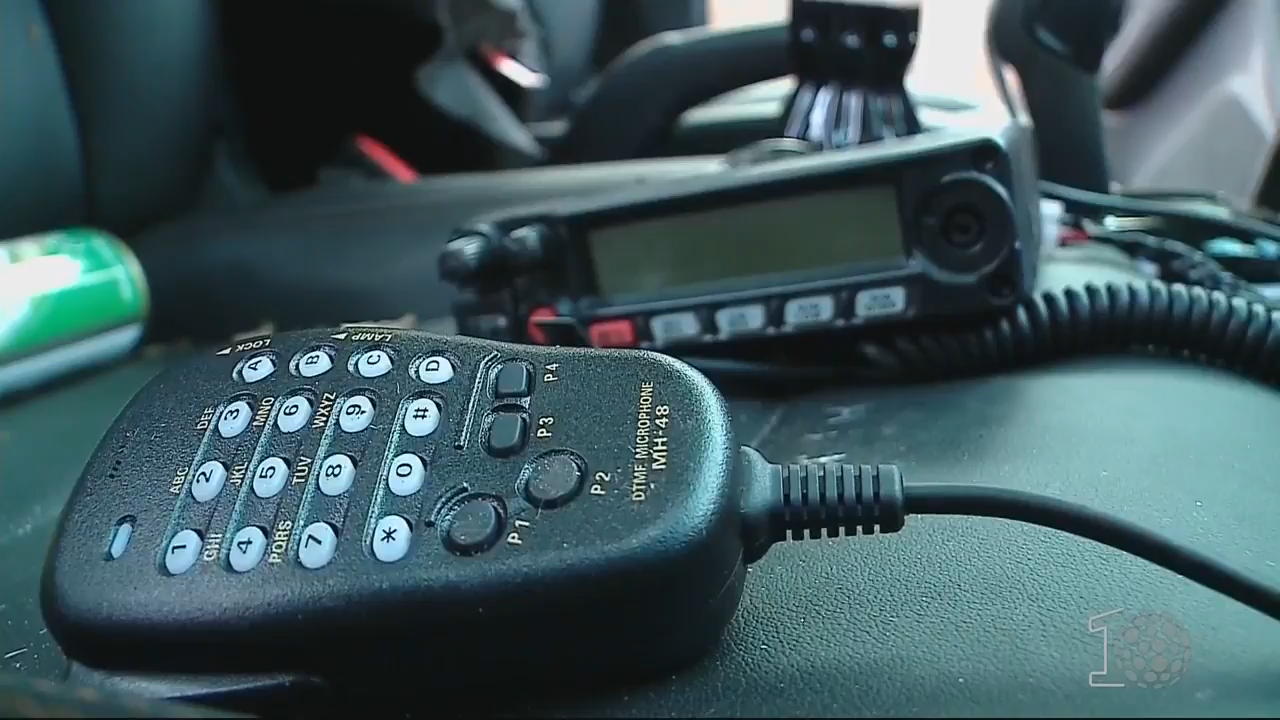 LOCK
LAMP
A
B
C
D
DEF
3
MNO
6
WXYZ
9
#
ABC
2
JKL
5
TUV
8
0
1
GHI
4
PQRS
7
*
P1
P2
P3
P4
DTMF MICROPHONE
MH-48
10